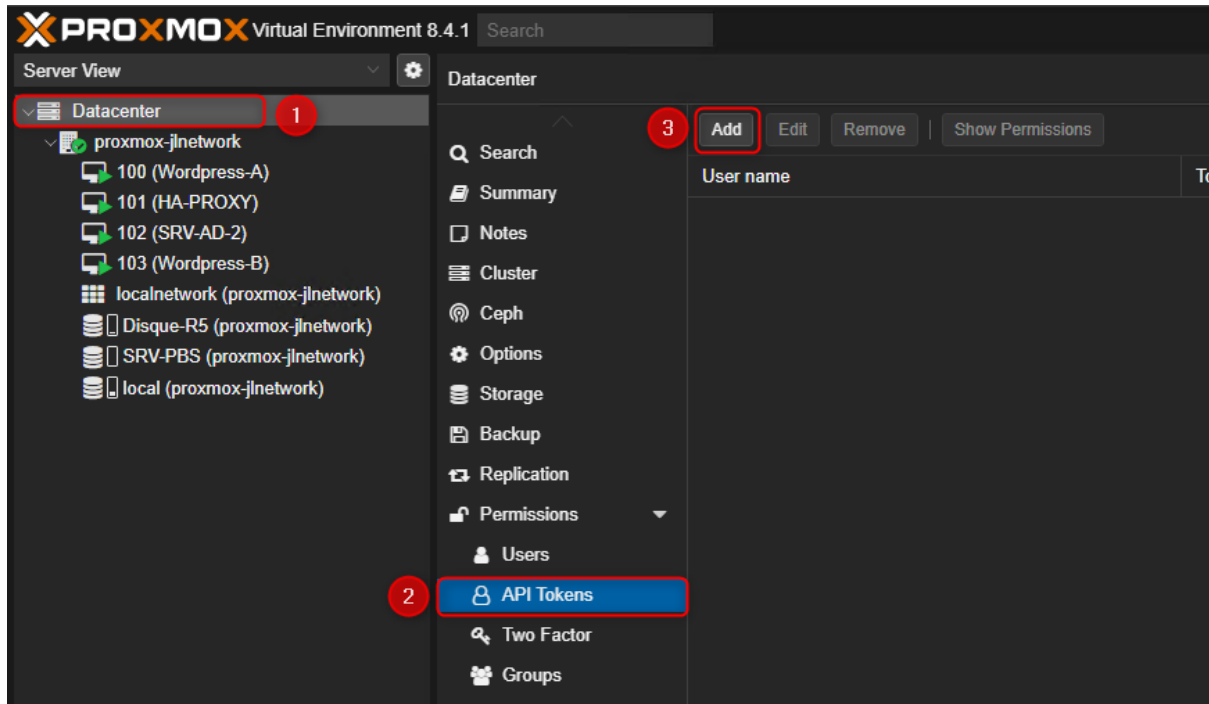 PROXMOX Virtual Environment 8.4.1 Search
Server View
Datacenter
1
proxmox-jlnetwork
100 (Wordpress-A)
101 (HA-PROXY)
102 (SRV-AD-2)
103 (Wordpress-B)
localnetwork (proxmox-jlnetwork)
Disque-R5 (proxmox-jlnetwork)
SRV-PBS (proxmox-jlnetwork)
local (proxmox-jlnetwork)
Datacenter
Search
Summary
Notes
Cluster
Ceph
Options
Storage
Backup
Replication
Permissions
Users
2
API Tokens
Two Factor
Groups
3
Add Edit Remove Show Permissions
User name